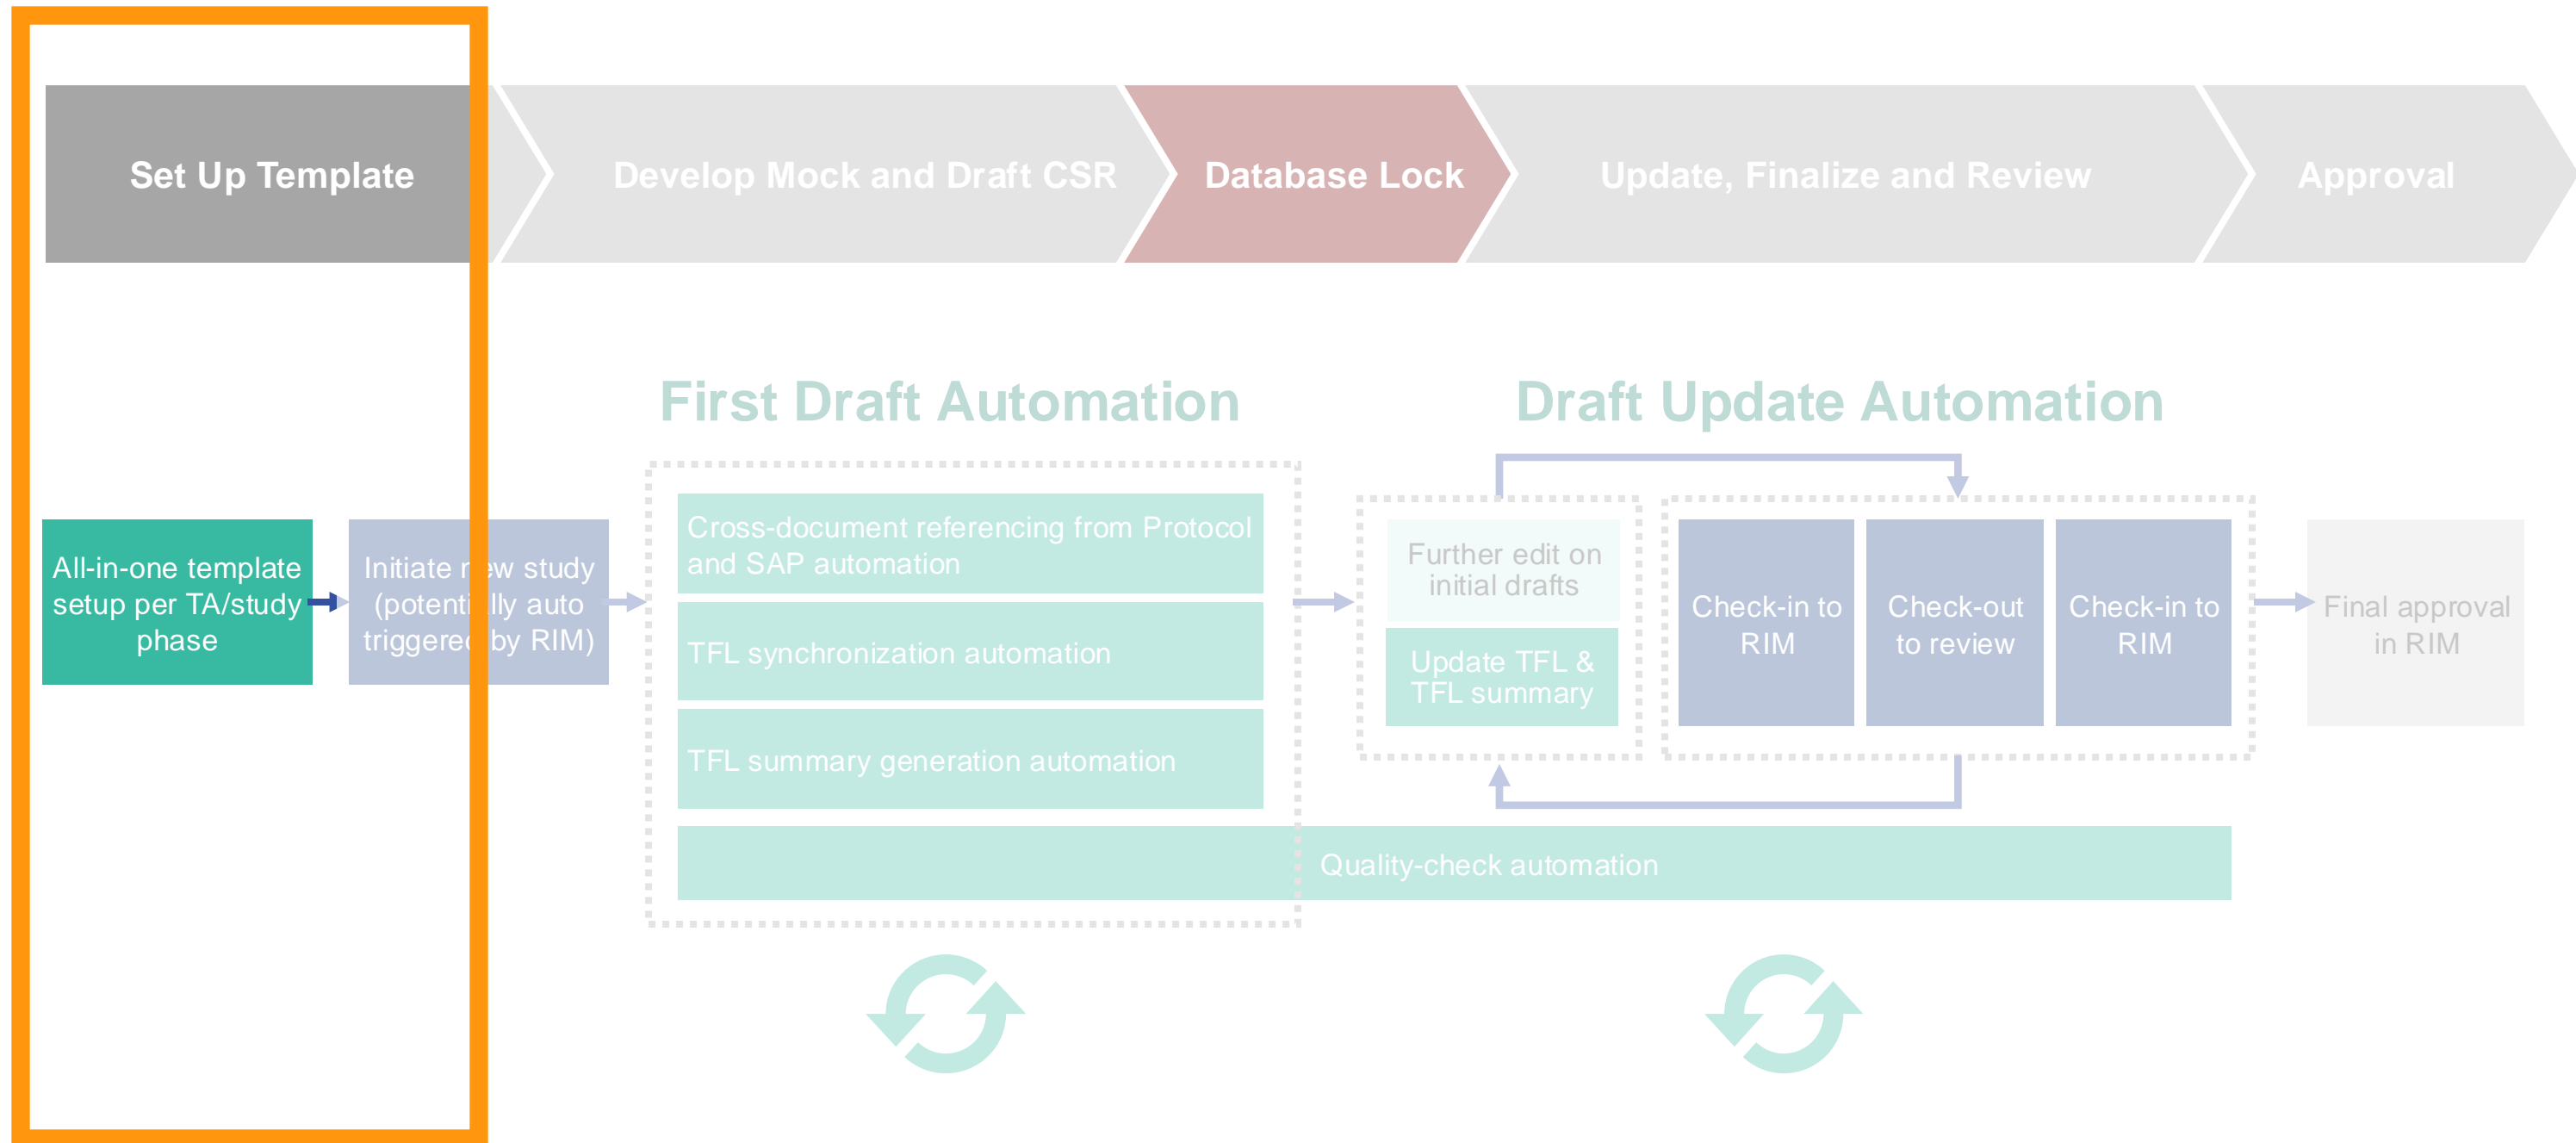 Set Up Template
Develop Mock and Draft CSR
Database Lock
Update, Finalize and Review
Approval
First Draft Automation
Draft Update Automation
All-in-one template
setup per TA/study
phase
Initiate new study
(potentially auto
triggered by RIM)
Cross-document referencing from Protocol
and SAP automation
TFL synchronization automation
TFL summary generation automation
Further edit on
initial drafts
Update TFL &
TFL summary
Check-in to
RIM
Check-out
to review
Check-in to
RIM
Final approval
in RIM
Quality-check automation